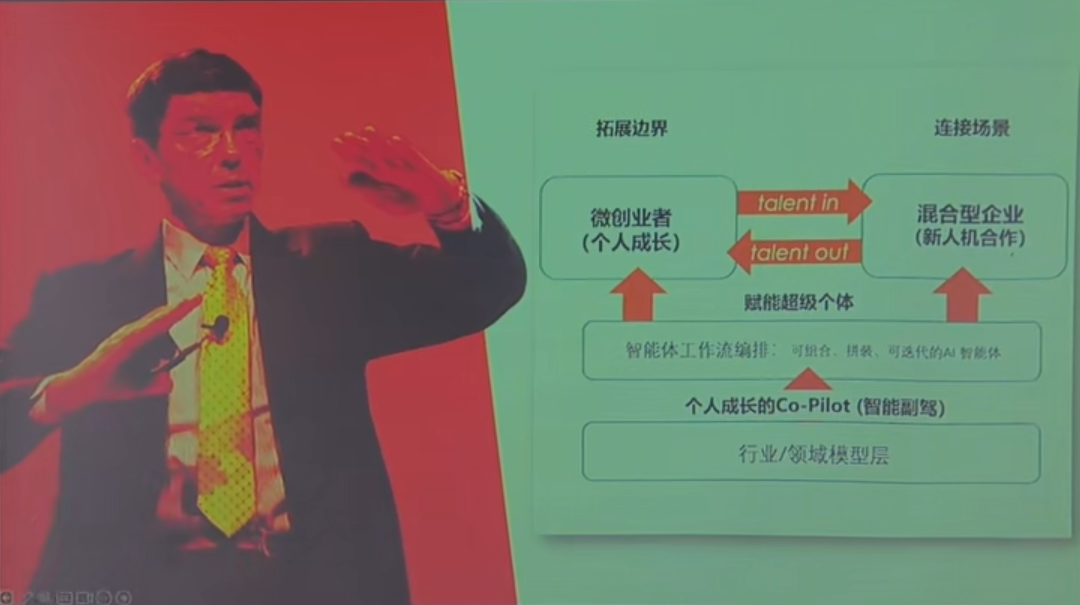 拓展边界
连接场景
微创业者
(个人成长)
talent in
talent out
混合型企业
(新人机合作)
赋能超级个体
智能体工作流编排：可组合、拼装、可迭代的AI 智能体
个人成长的Co-Pilot (智能副驾)
行业/领域模型层